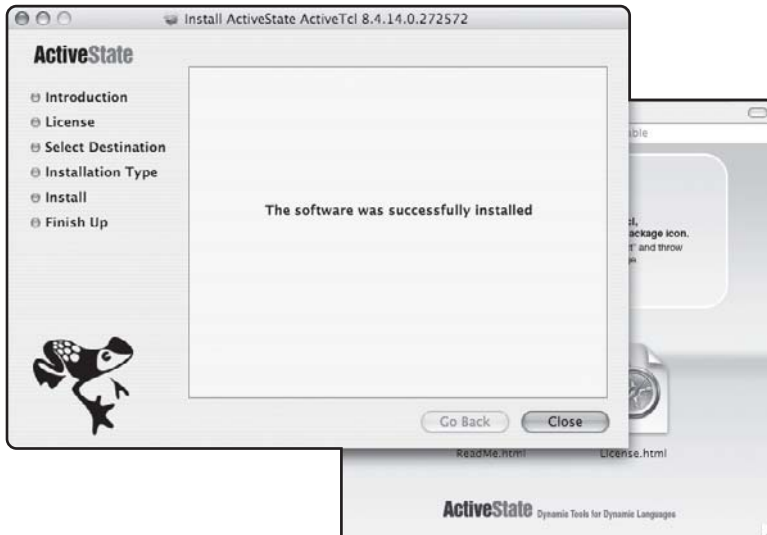 Install ActiveState ActiveTcl 8.4.14.0.272572
ActiveState
Introduction
License
Select Destination
Installation Type
Install
Finish Up
The software was successfully installed
Go Back
Close
cl,
ackage icon.
and throw
ReadMe.html
License.html
ActiveState Dynamic Tools for Dynamic Languages